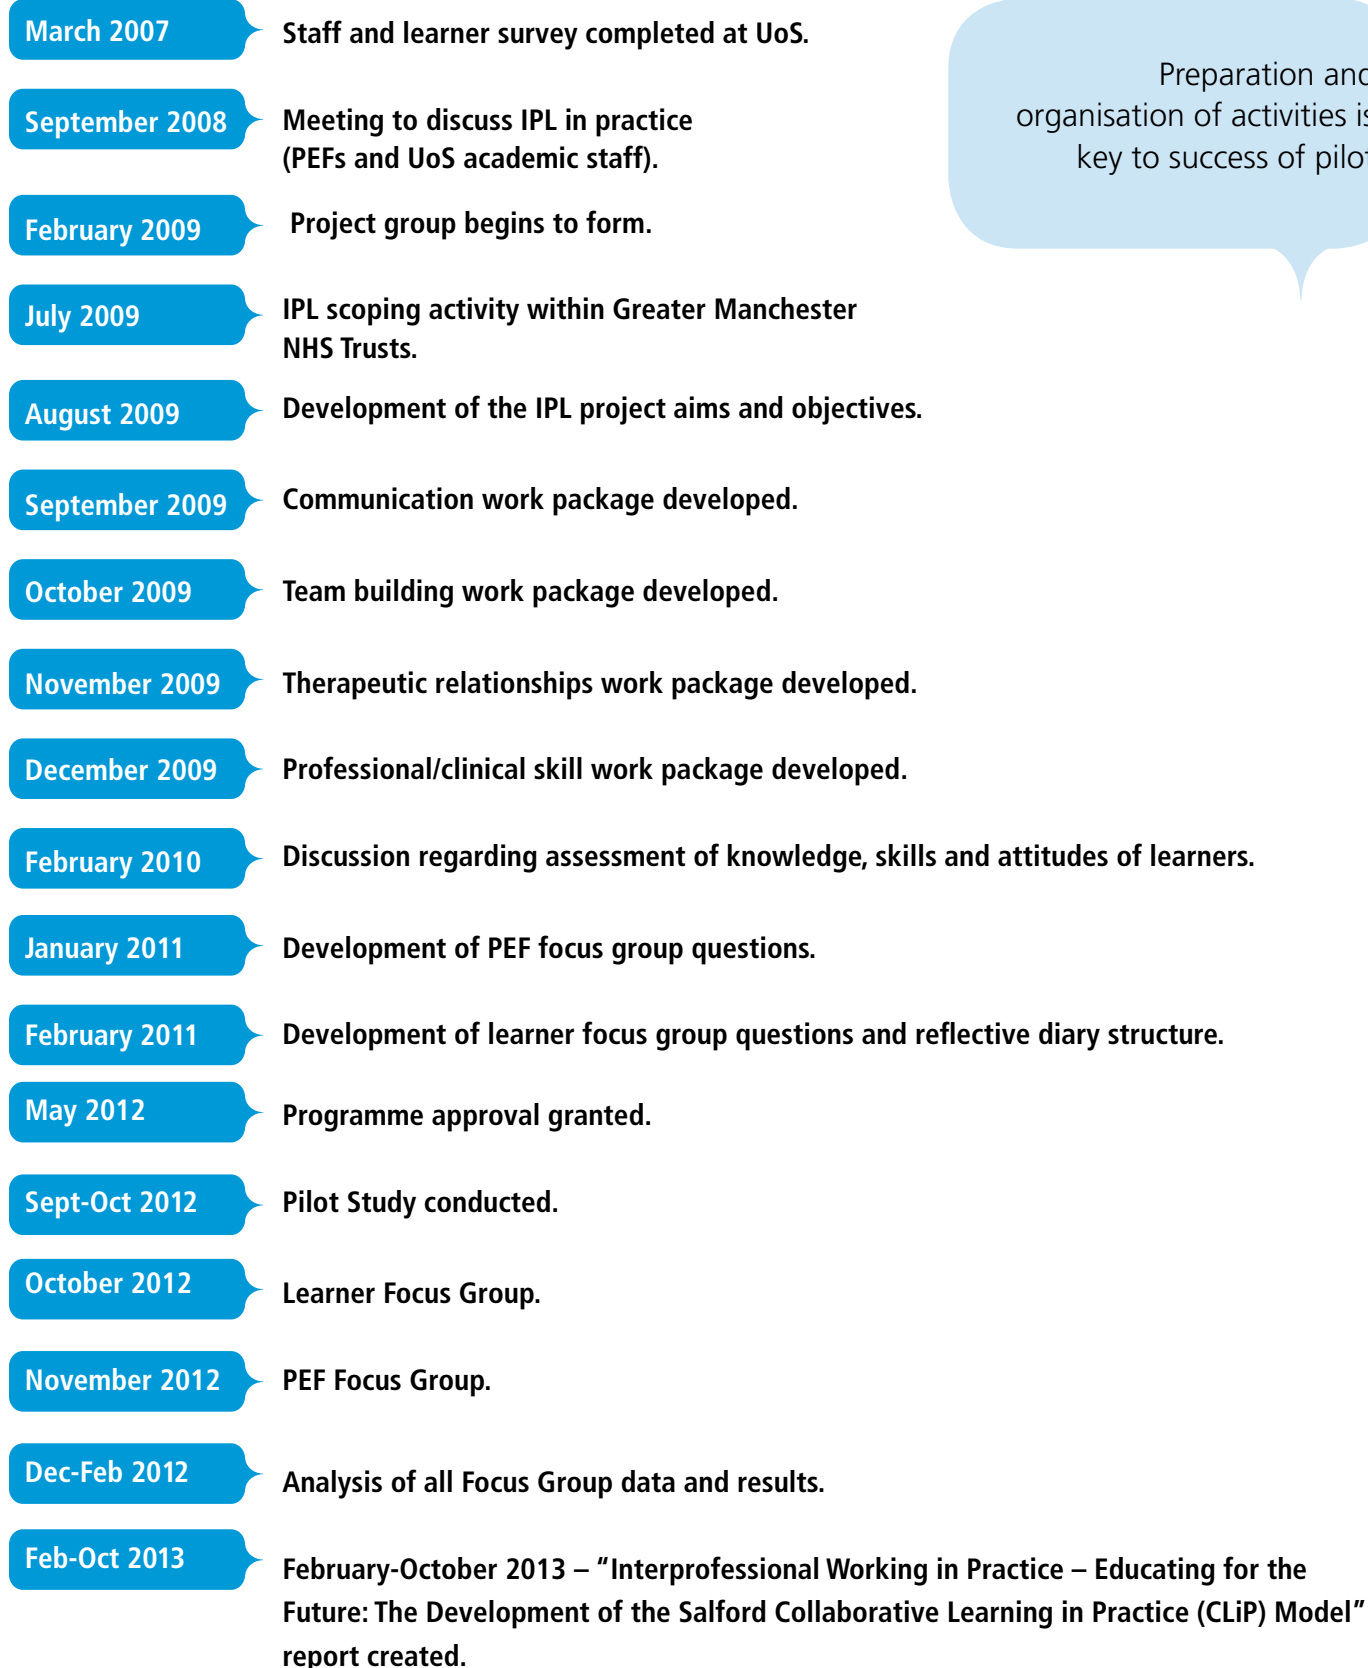 March 2007
Staff and learner survey completed at UoS.
Preparation and
organisation of activities is
key to success of pilot
September 2008
Meeting to discuss IPL in practice
(PEFs and UoS academic staff).
February 2009
Project group begins to form.
July 2009
IPL scoping activity within Greater Manchester
NHS Trusts.
August 2009
Development of the IPL project aims and objectives.
September 2009
Communication work package developed.
October 2009
Team building work package developed.
November 2009
Therapeutic relationships work package developed.
December 2009
Professional/clinical skill work package developed.
February 2010
Discussion regarding assessment of knowledge, skills and attitudes of learners.
January 2011
Development of PEF focus group questions.
February 2011
Development of learner focus group questions and reflective diary structure.
May 2012
Programme approval granted.
Sept-Oct 2012
Pilot Study conducted.
October 2012
Learner Focus Group.
November 2012
PEF Focus Group.
Dec-Feb 2012
Analysis of all Focus Group data and results.
Feb-Oct 2013
February-October 2013 – “Interprofessional Working in Practice – Educating for the
Future: The Development of the Salford Collaborative Learning in Practice (CLiP) Model”
report created.